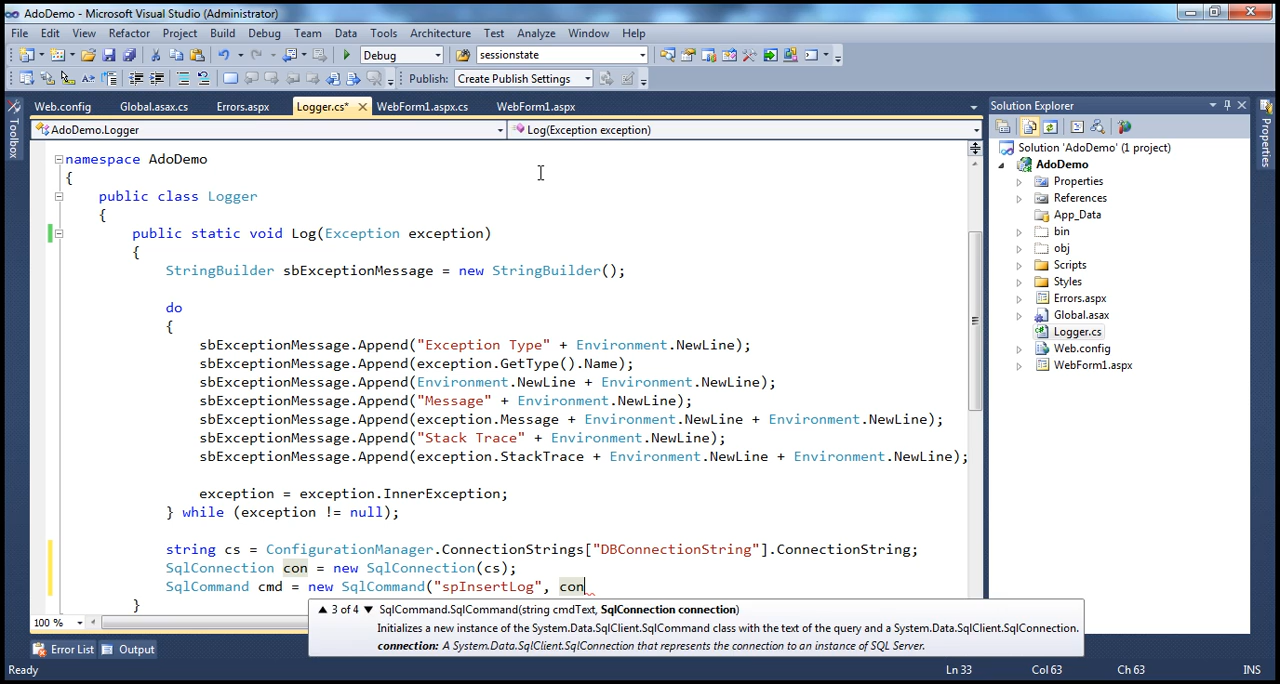 AdoDemo - Microsoft Visual Studio (Administrator)
File Edit View Refactor Project Build Debug Team Data Tools Architecture Test Analyze Window Help
Debug sessionstate
Publish: Create Publish Settings
Web.config Global.asax.cs Errors.aspx Logger.cs* WebForm1.aspx.cs WebForm1.aspx
Toolbox
AdoDemo.Logger Log(Exception exception)
namespace AdoDemo
{
public class Logger
{
public static void Log(Exception exception)
{
StringBuilder sbExceptionMessage = new StringBuilder();
do
{
sbExceptionMessage.Append("Exception Type" + Environment.NewLine);
sbExceptionMessage.Append(exception.GetType().Name);
sbExceptionMessage.Append(Environment.NewLine + Environment.NewLine);
sbExceptionMessage.Append("Message" + Environment.NewLine);
sbExceptionMessage.Append(exception.Message + Environment.NewLine + Environment.NewLine);
sbExceptionMessage.Append("Stack Trace" + Environment.NewLine);
sbExceptionMessage.Append(exception.StackTrace + Environment.NewLine + Environment.NewLine);
exception = exception.InnerException;
} while (exception != null);
string cs = ConfigurationManager.ConnectionStrings["DBConnectionString"].ConnectionString;
SqlConnection con = new SqlConnection(cs);
SqlCommand cmd = new SqlCommand("spInsertLog", con
}
3 of 4 SqlCommand.SqlCommand(string cmdText, SqlConnection connection)
Initializes a new instance of the System.Data.SqlClient.SqlCommand class with the text of the query and a System.Data.SqlClient.SqlConnection.
connection: A System.Data.SqlClient.SqlConnection that represents the connection to an instance of SQL Server.
100 %
Solution Explorer
Solution 'AdoDemo' (1 project)
AdoDemo
Properties
References
App_Data
bin
obj
Scripts
Styles
Errors.aspx
Global.asax
Logger.cs
Web.config
WebForm1.aspx
Properties
Error List Output
Ready Ln 33 Col 63 Ch 63 INS